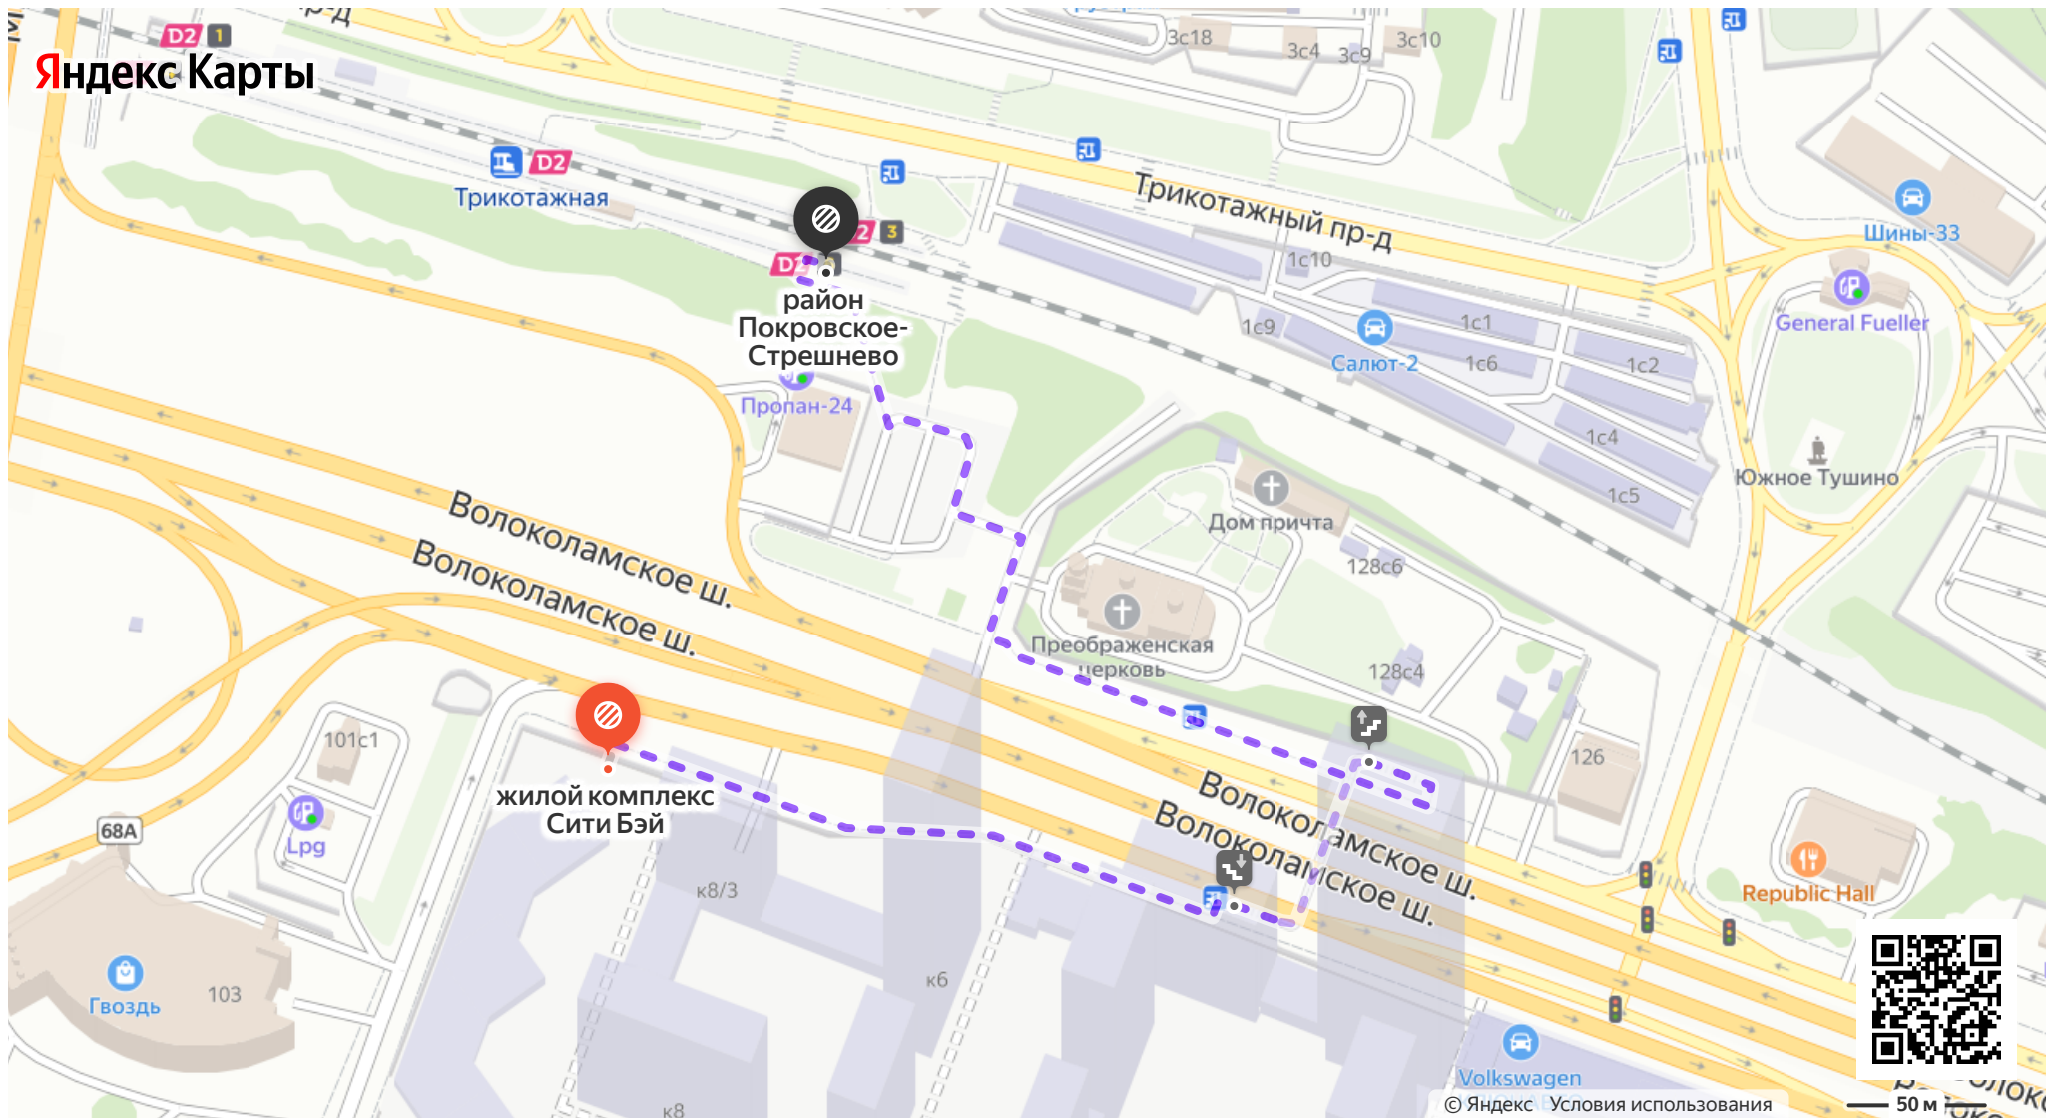 D2 1
Яндекс Карты
3с18
3с4
3с9
3с10
D2
Трикотажная
Трикотажный пр-д
Шины-33
2 3
D2
район
Покровское-
Стрешнево
1с10
1с9
1с1
Салют-2
1с6
1с2
General Fueller
Пропан-24
1с4
Южное Тушино
1с5
Дом причта
Волоколамское ш.
Волоколамское ш.
128с6
Преображенская
церковь
128с4
101с1
126
жилой комплекс
Сити Бэй
Волоколамское ш.
Волоколамское ш.
68А
Lpg
к8/3
Republic Hall
к6
103
Гвоздь
Volkswagen
к8
© Яндекс Условия использования
50 м